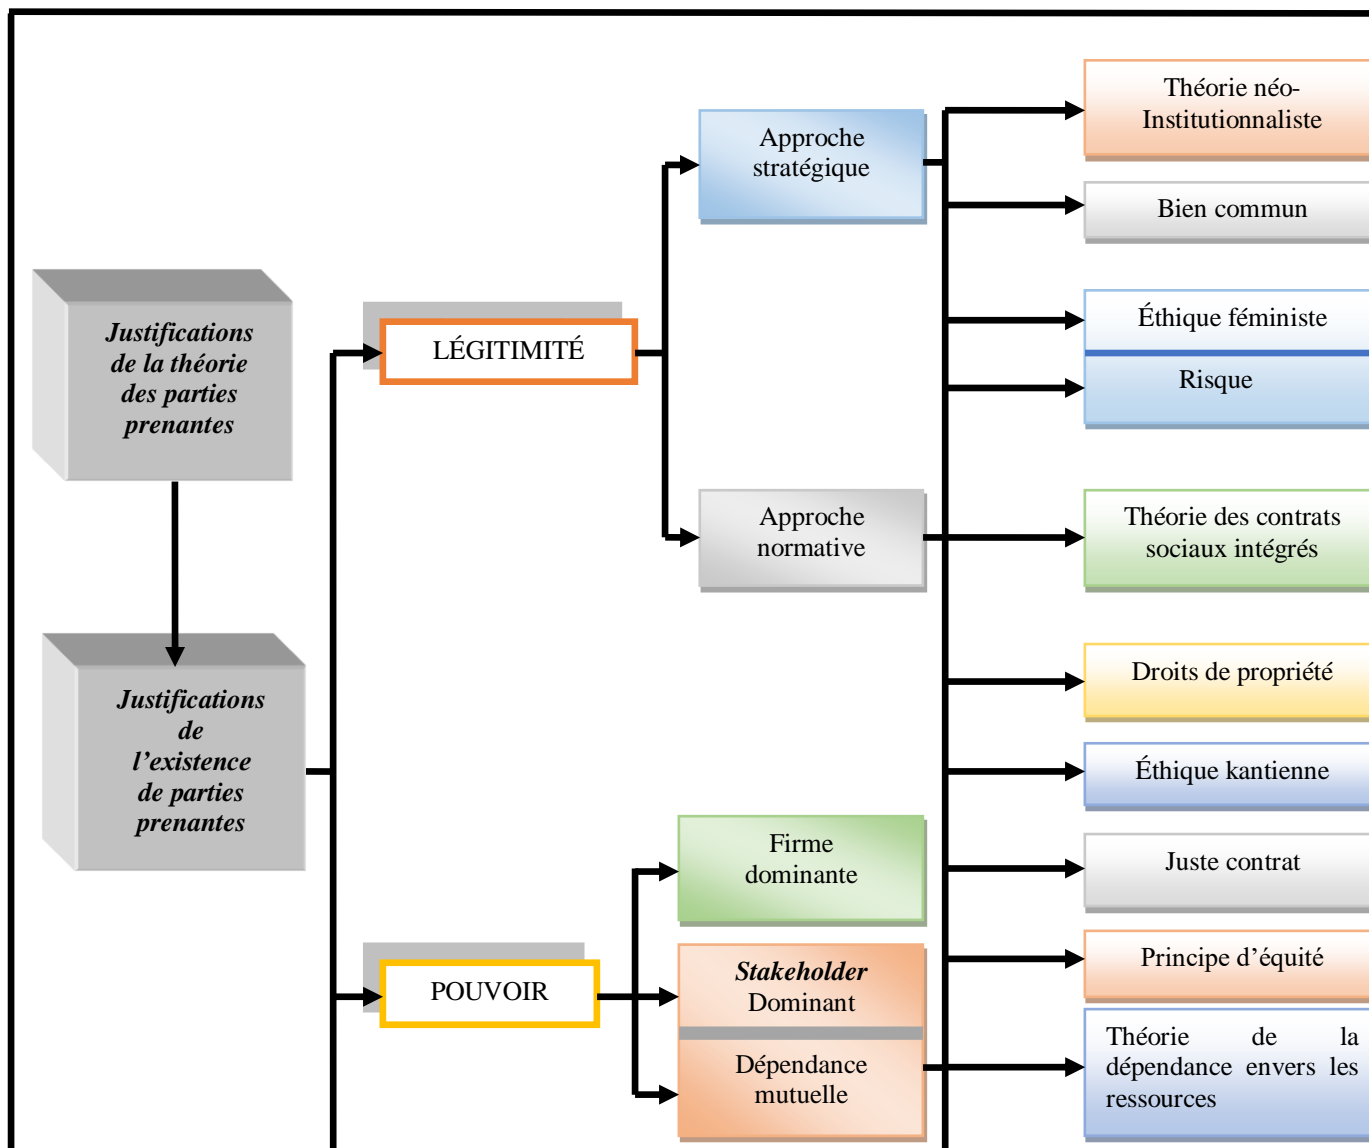 Justifications
de la théorie
des parties
prenantes
Justifications
de
l’existence
de parties
prenantes
LÉGITIMITÉ
POUVOIR
Approche
stratégique
Approche
normative
Firme
dominante
Stakeholder
Dominant
Dépendance
mutuelle
Théorie néo-
Institutionnaliste
Bien commun
Éthique féministe
Risque
Théorie des contrats
sociaux intégrés
Droits de propriété
Éthique kantienne
Juste contrat
Principe d’équité
Théorie de la
dépendance envers les
ressources